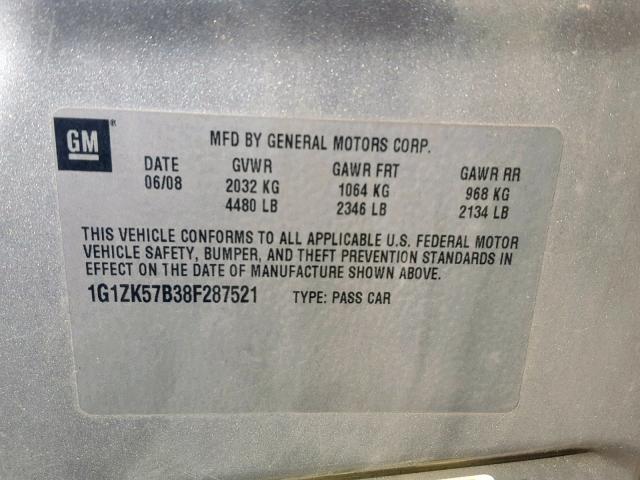 GM®
MFD BY GENERAL MOTORS CORP.
DATE GVWR GAWR FRT GAWR RR
06/08 2032 KG 1064 KG 968 KG
4480 LB 2346 LB 2134 LB
THIS VEHICLE CONFORMS TO ALL APPLICABLE U.S. FEDERAL MOTOR
VEHICLE SAFETY, BUMPER, AND THEFT PREVENTION STANDARDS IN
EFFECT ON THE DATE OF MANUFACTURE SHOWN ABOVE.
1G1ZK57B38F287521 TYPE: PASS CAR